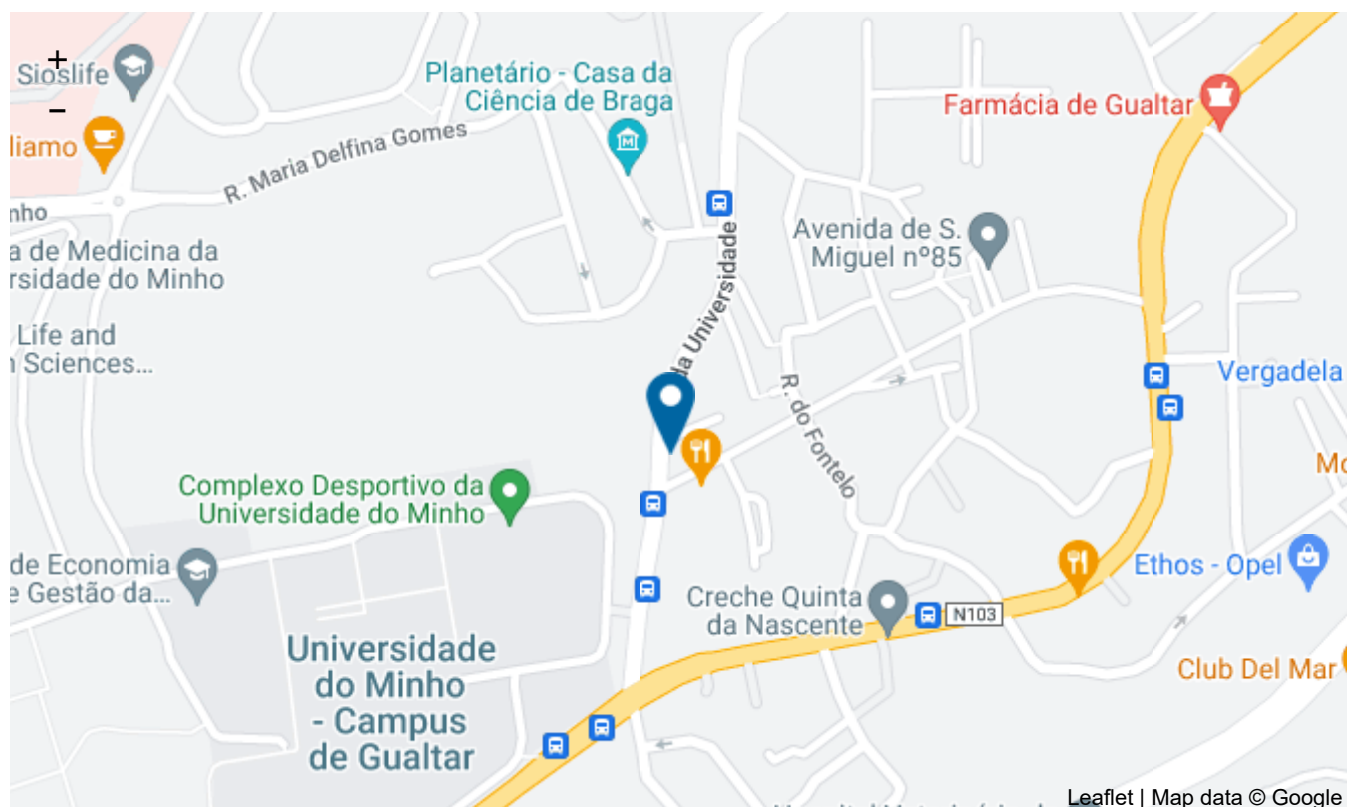 +
−
Sioslife
liamo
R. Maria Delfina Gomes
Planetário - Casa da
Ciência de Braga
Farmácia de Gualtar
nho
a de Medicina da
rsidade do Minho
Life and
Sciences...
da Universidade
Avenida de S.
Miguel nº85
R. do Fontelo
Vergadela
Complexo Desportivo da
Universidade do Minho
de Economia
e Gestão da...
Creche Quinta
da Nascente
N103
Ethos - Opel
Club Del Mar
Universidade
do Minho
- Campus
de Gualtar
Leaflet | Map data © Google